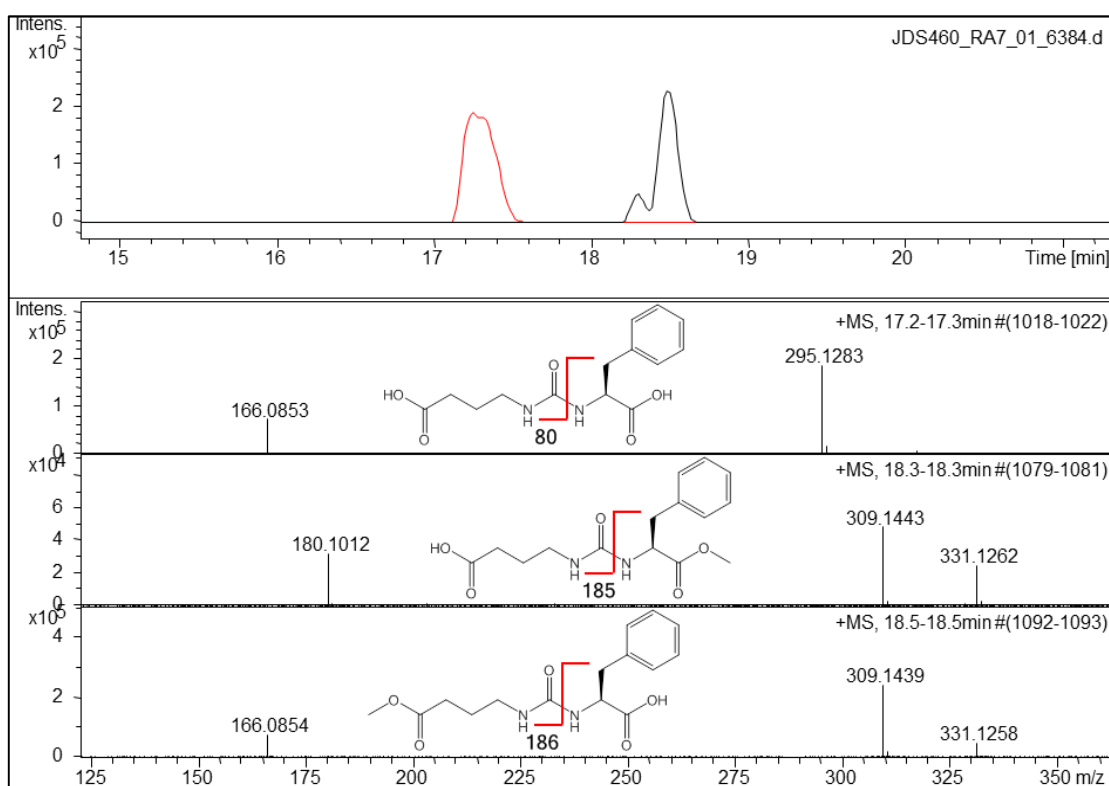 Intens.
x10^5
JDS460_RA7_01_6384.d
2
1
0
15 16 17 18 19 20 Time [min]
Intens.
x10^5
+MS, 17.2-17.3min #(1018-1022)
2
295.1283
1
166.0853
0
HO O O N H N H O OH
80
x10^4
+MS, 18.3-18.3min #(1079-1081)
6
309.1443
4
180.1012
331.1262
2
0
HO O O N H N H O O
185
x10^5
+MS, 18.5-18.5min #(1092-1093)
4
309.1439
2
166.0854
331.1258
0
O O O N H N H O OH
186
125 150 175 200 225 250 275 300 325 350 m/z